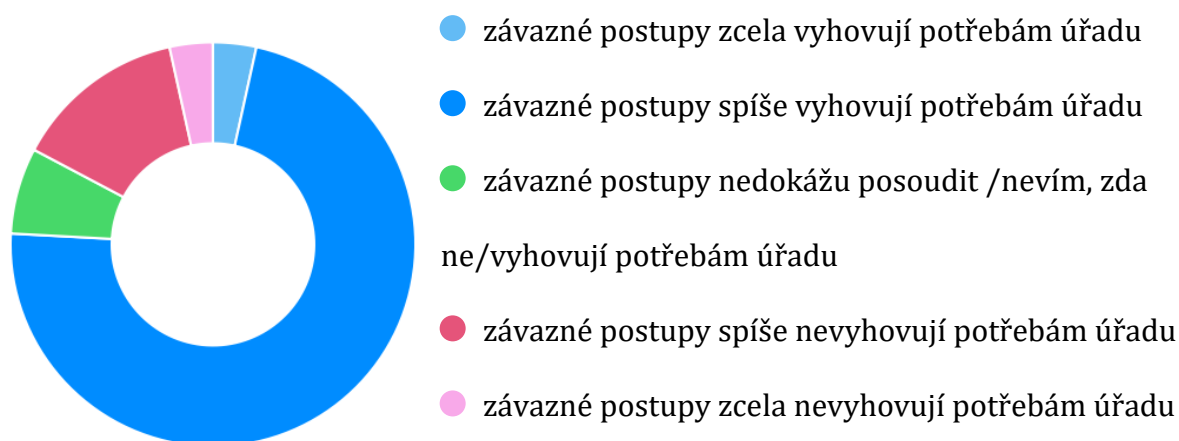 závazné postupy zcela vyhovují potřebám úřadu
závazné postupy spíše vyhovují potřebám úřadu
závazné postupy nedokážu posoudit /nevím, zda
ne/vyhovují potřebám úřadu
závazné postupy spíše nevyhovují potřebám úřadu
závazné postupy zcela nevyhovují potřebám úřadu